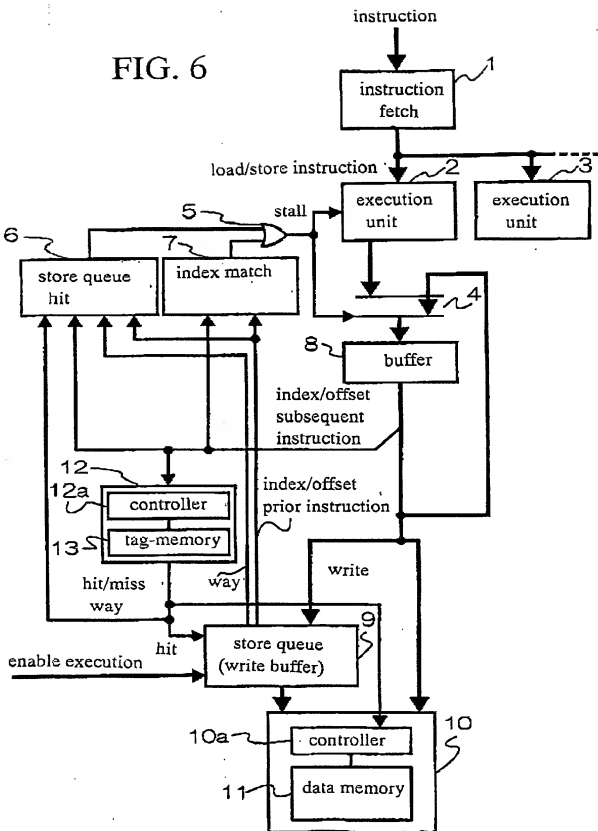 instruction
FIG. 6
1
instruction
fetch
load/store instruction
2
3
execution
unit
execution
unit
5
stall
6
7
store queue
hit
index match
4
8
buffer
index/offset
subsequent
instruction
12
12a
controller
13
tag-memory
index/offset
prior instruction
hit/miss
way
way
write
hit
store queue
(write buffer)
9
enable execution
10a
controller
10
11
data memory